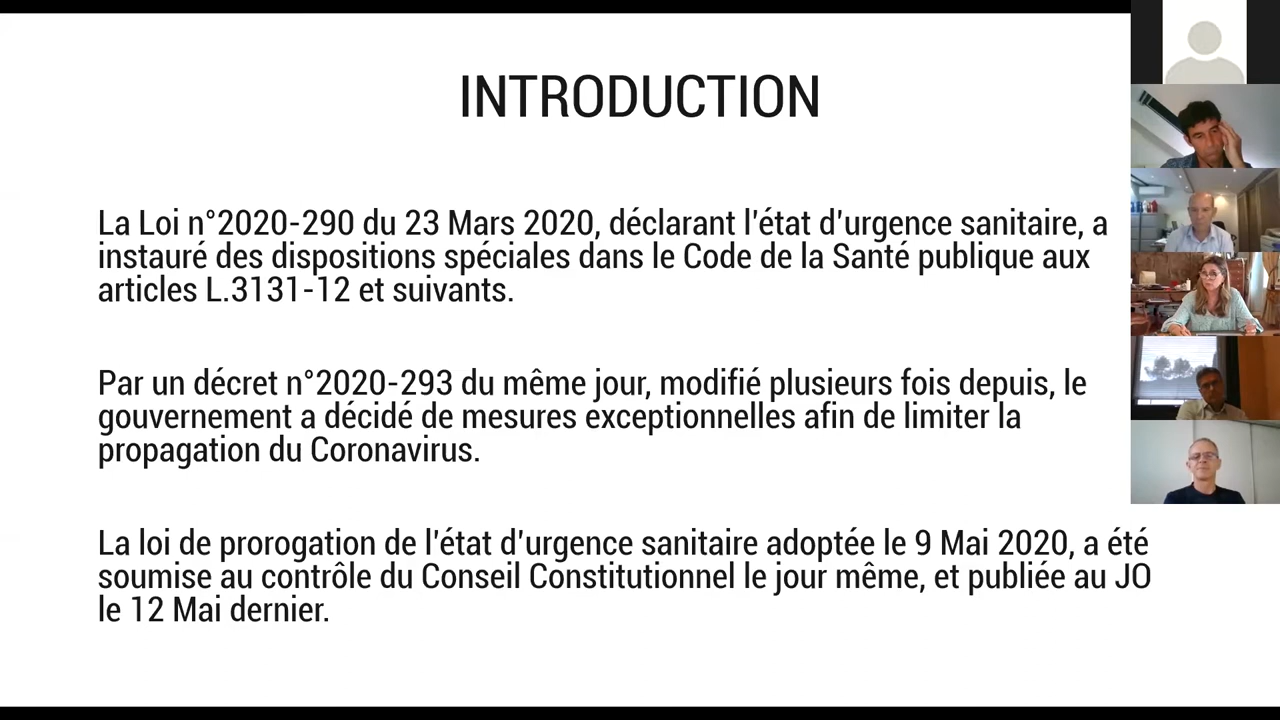 INTRODUCTION
La Loi n°2020-290 du 23 Mars 2020, déclarant l'état d'urgence sanitaire, a
instauré des dispositions spéciales dans le Code de la Santé publique aux
articles L.3131-12 et suivants.
Par un décret n°2020-293 du même jour, modifié plusieurs fois depuis, le
gouvernement a décidé de mesures exceptionnelles afin de limiter la
propagation du Coronavirus.
La loi de prorogation de l'état d'urgence sanitaire adoptée le 9 Mai 2020, a été
soumise au contrôle du Conseil Constitutionnel le jour même, et publiée au JO
le 12 Mai dernier.